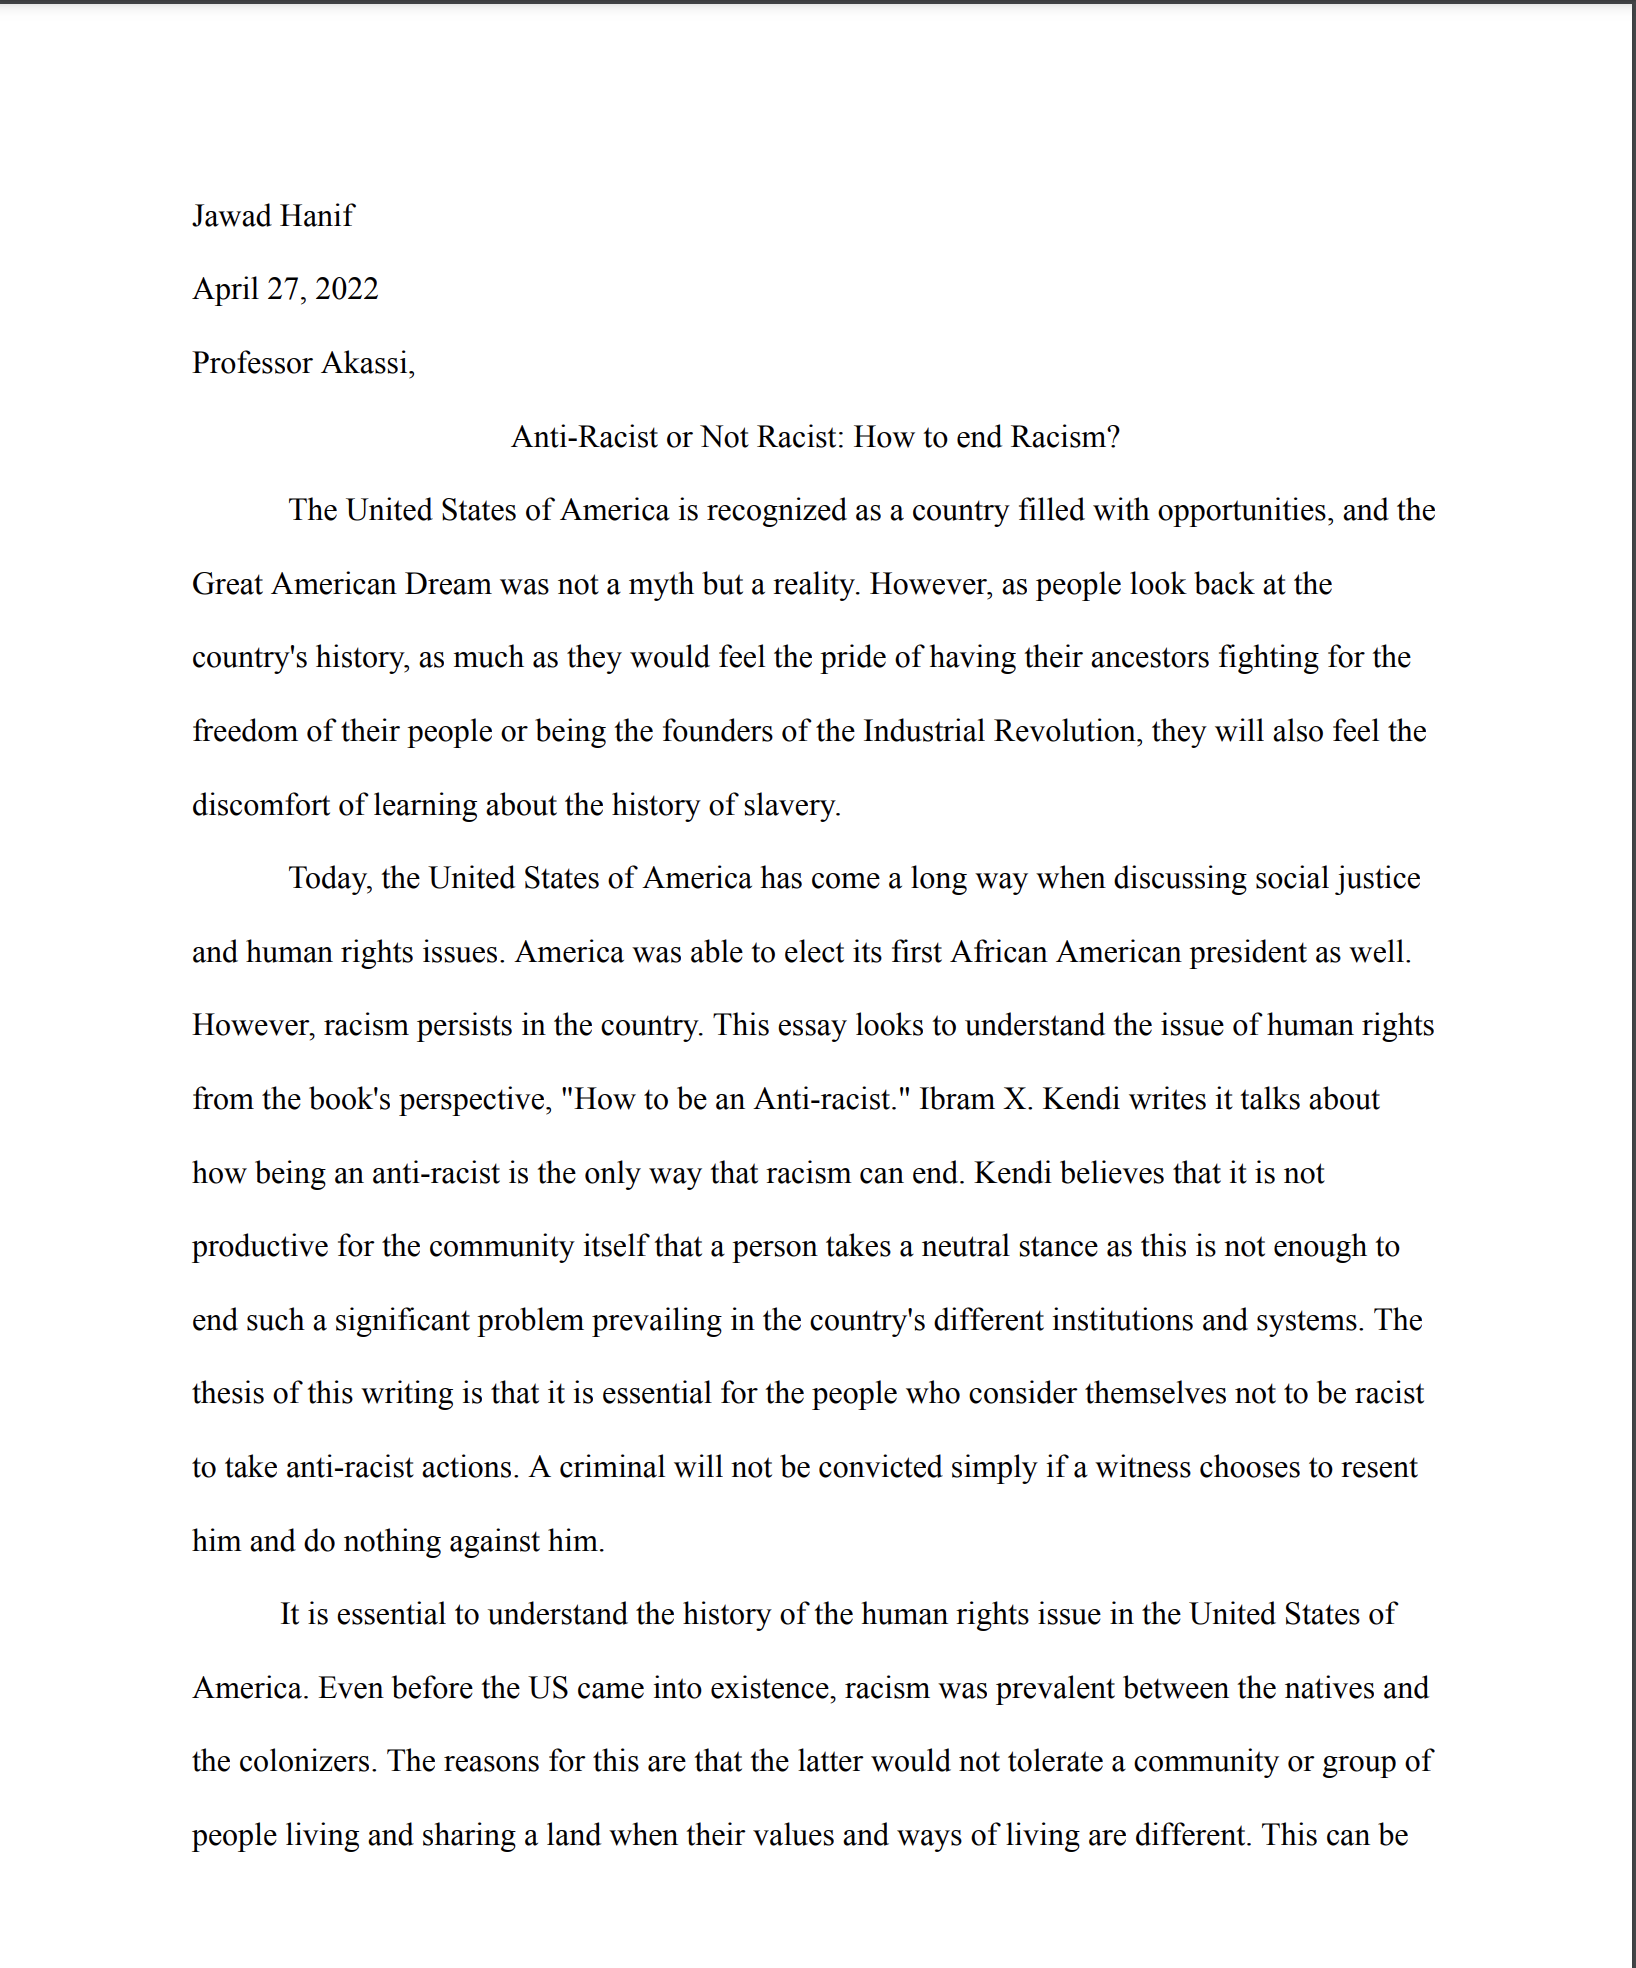 Jawad Hanif
April 27, 2022
Professor Akassi,
Anti-Racist or Not Racist: How to end Racism?
The United States of America is recognized as a country filled with opportunities, and the
Great American Dream was not a myth but a reality. However, as people look back at the
country's history, as much as they would feel the pride of having their ancestors fighting for the
freedom of their people or being the founders of the Industrial Revolution, they will also feel the
discomfort of learning about the history of slavery.
Today, the United States of America has come a long way when discussing social justice
and human rights issues. America was able to elect its first African American president as well.
However, racism persists in the country. This essay looks to understand the issue of human rights
from the book's perspective, "How to be an Anti-racist." Ibram X. Kendi writes it talks about
how being an anti-racist is the only way that racism can end. Kendi believes that it is not
productive for the community itself that a person takes a neutral stance as this is not enough to
end such a significant problem prevailing in the country's different institutions and systems. The
thesis of this writing is that it is essential for the people who consider themselves not to be racist
to take anti-racist actions. A criminal will not be convicted simply if a witness chooses to resent
him and do nothing against him.
It is essential to understand the history of the human rights issue in the United States of
America. Even before the US came into existence, racism was prevalent between the natives and
the colonizers. The reasons for this are that the latter would not tolerate a community or group of
people living and sharing a land when their values and ways of living are different. This can be